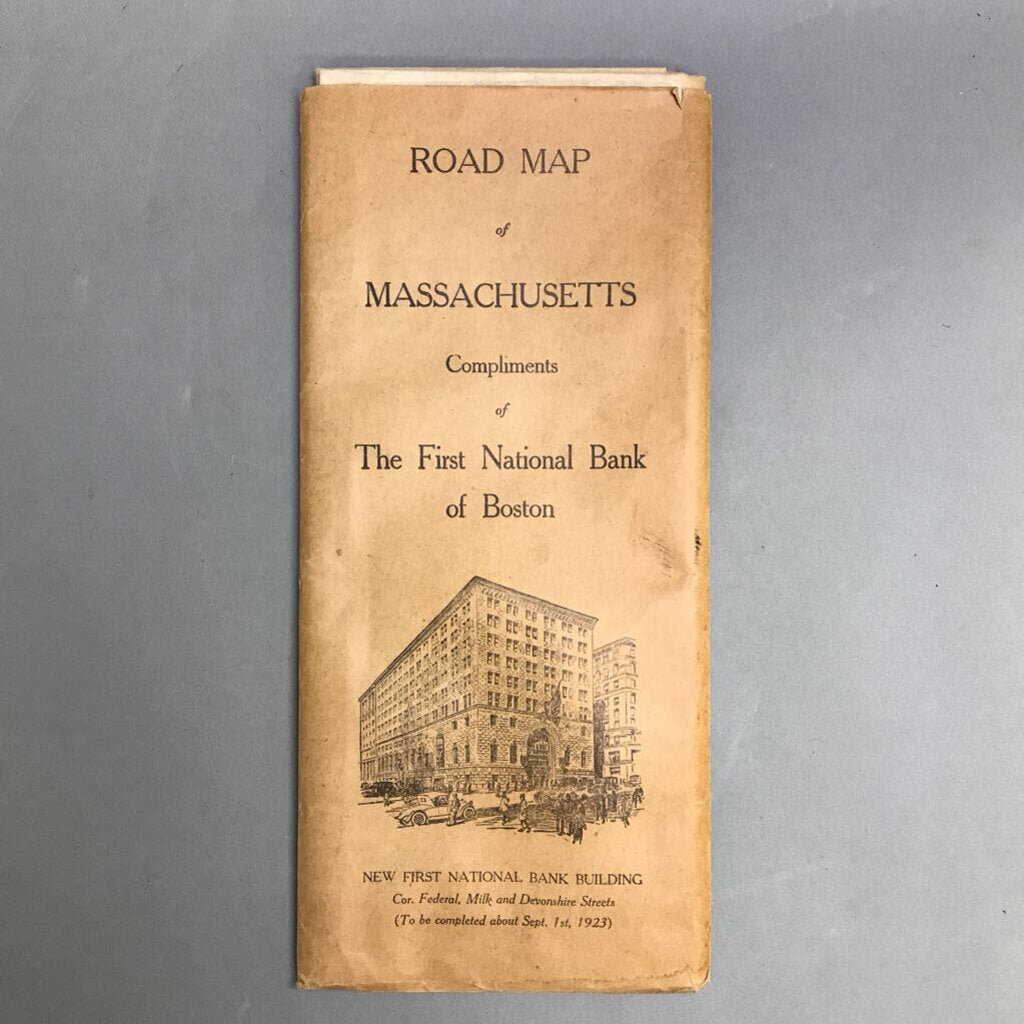 ROAD MAP
of
MASSACHUSETTS
Compliments
of
The First National Bank
of Boston
NEW FIRST NATIONAL BANK BUILDING
Cor. Federal, Milk and Devonshire Streets
(To be completed about Sept. 1st, 1923)